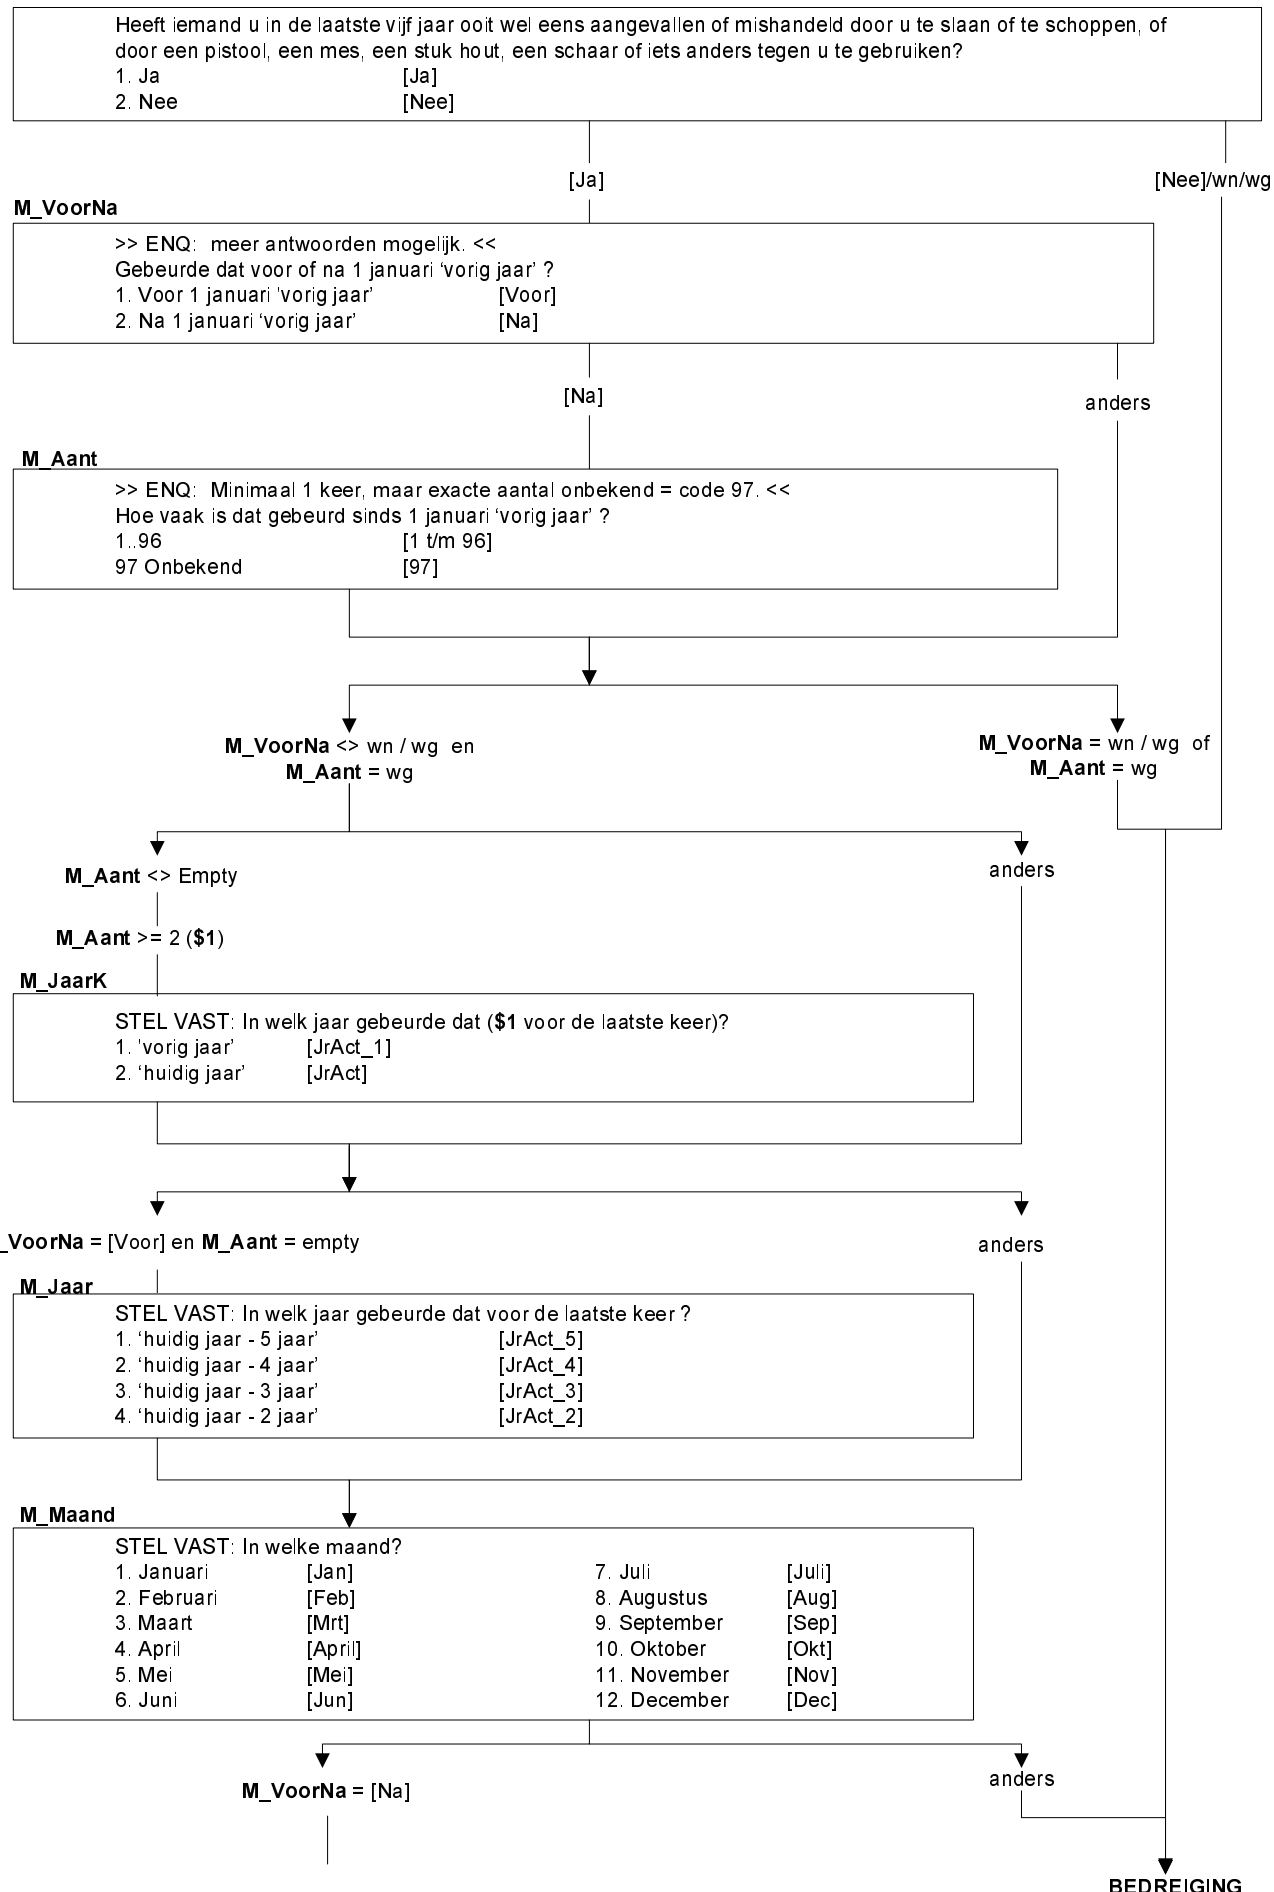 Heeft iemand u in de laatste vijf jaar ooit wel eens aangevallen of mishandeld door u te slaan of te schoppen, of
door een pistool, een mes, een stuk hout, een schaar of iets anders tegen u te gebruiken?
1. Ja [Ja]
2. Nee [Nee]
[Ja] [Nee]/wn/wg
M_VoorNa
>> ENQ: meer antwoorden mogelijk. <<
Gebeurde dat voor of na 1 januari ‘vorig jaar’ ?
1. Voor 1 januari 'vorig jaar’ [Voor]
2. Na 1 januari ‘vorig jaar’ [Na]
[Na] anders
M_Aant
>> ENQ: Minimaal 1 keer, maar exacte aantal onbekend = code 97. <<
Hoe vaak is dat gebeurd sinds 1 januari ‘vorig jaar’ ?
1..96 [1 t/m 96]
97 Onbekend [97]
M_VoorNa <> wn / wg en
M_Aant = wg
M_VoorNa = wn / wg of
M_Aant = wg
M_Aant <> Empty anders
M_Aant >= 2 ($1)
M_JaarK
STEL VAST: In welk jaar gebeurde dat ($1 voor de laatste keer)?
1. 'vorig jaar’ [JrAct_1]
2. ‘huidig jaar’ [JrAct]
_VoorNa = [Voor] en M_Aant = empty anders
M_Jaar
STEL VAST: In welk jaar gebeurde dat voor de laatste keer ?
1. ‘huidig jaar - 5 jaar’ [JrAct_5]
2. ‘huidig jaar - 4 jaar’ [JrAct_4]
3. ‘huidig jaar - 3 jaar’ [JrAct_3]
4. ‘huidig jaar - 2 jaar’ [JrAct_2]
M_Maand
STEL VAST: In welke maand?
1. Januari [Jan] 7. Juli [Juli]
2. Februari [Feb] 8. Augustus [Aug]
3. Maart [Mrt] 9. September [Sep]
4. April [April] 10. Oktober [Okt]
5. Mei [Mei] 11. November [Nov]
6. Juni [Jun] 12. December [Dec]
M_VoorNa = [Na] anders
BEDREIGING